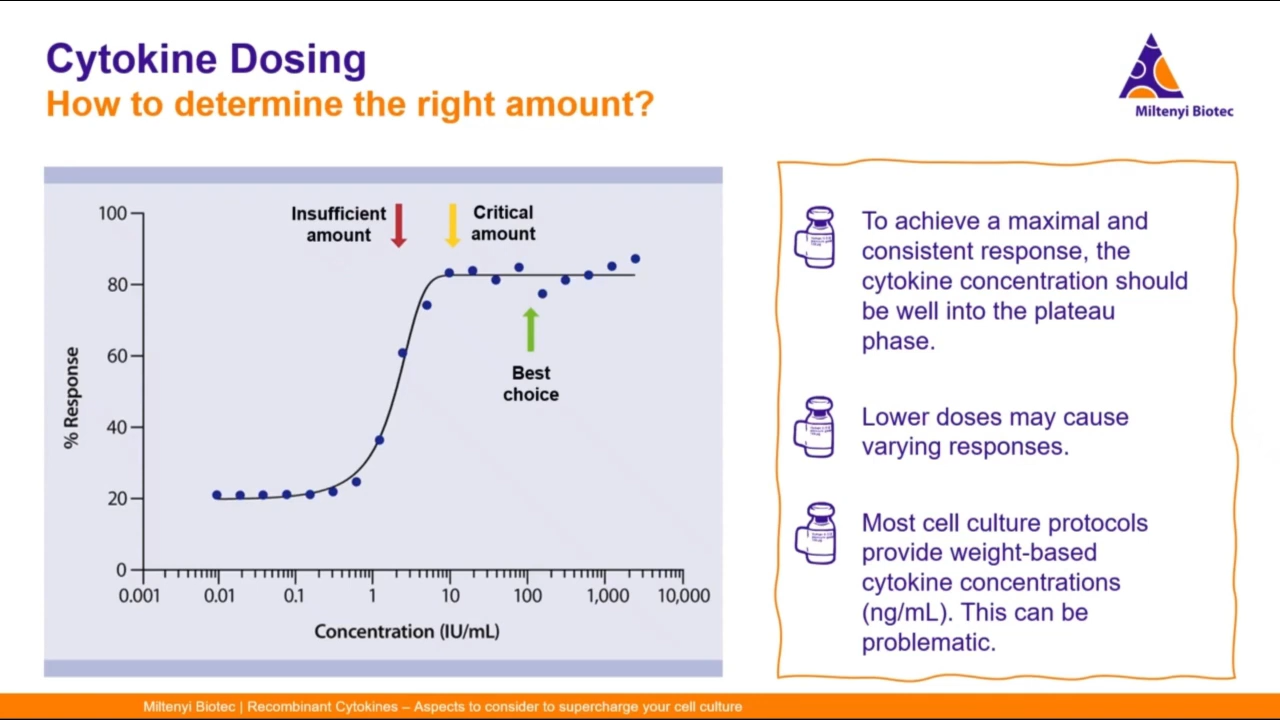 Cytokine Dosing
How to determine the right amount?
Miltenyi Biotec
Insufficient
amount
Critical
amount
Best
choice
% Response
100
80
60
40
20
0
0.001
0.01
0.1
1
10
100
1,000
10,000
Concentration (IU/mL)
To achieve a maximal and
consistent response, the
cytokine concentration should
be well into the plateau
phase.
Lower doses may cause
varying responses.
Most cell culture protocols
provide weight-based
cytokine concentrations
(ng/mL). This can be
problematic.
Miltenyi Biotec | Recombinant Cytokines – Aspects to consider to supercharge your cell culture